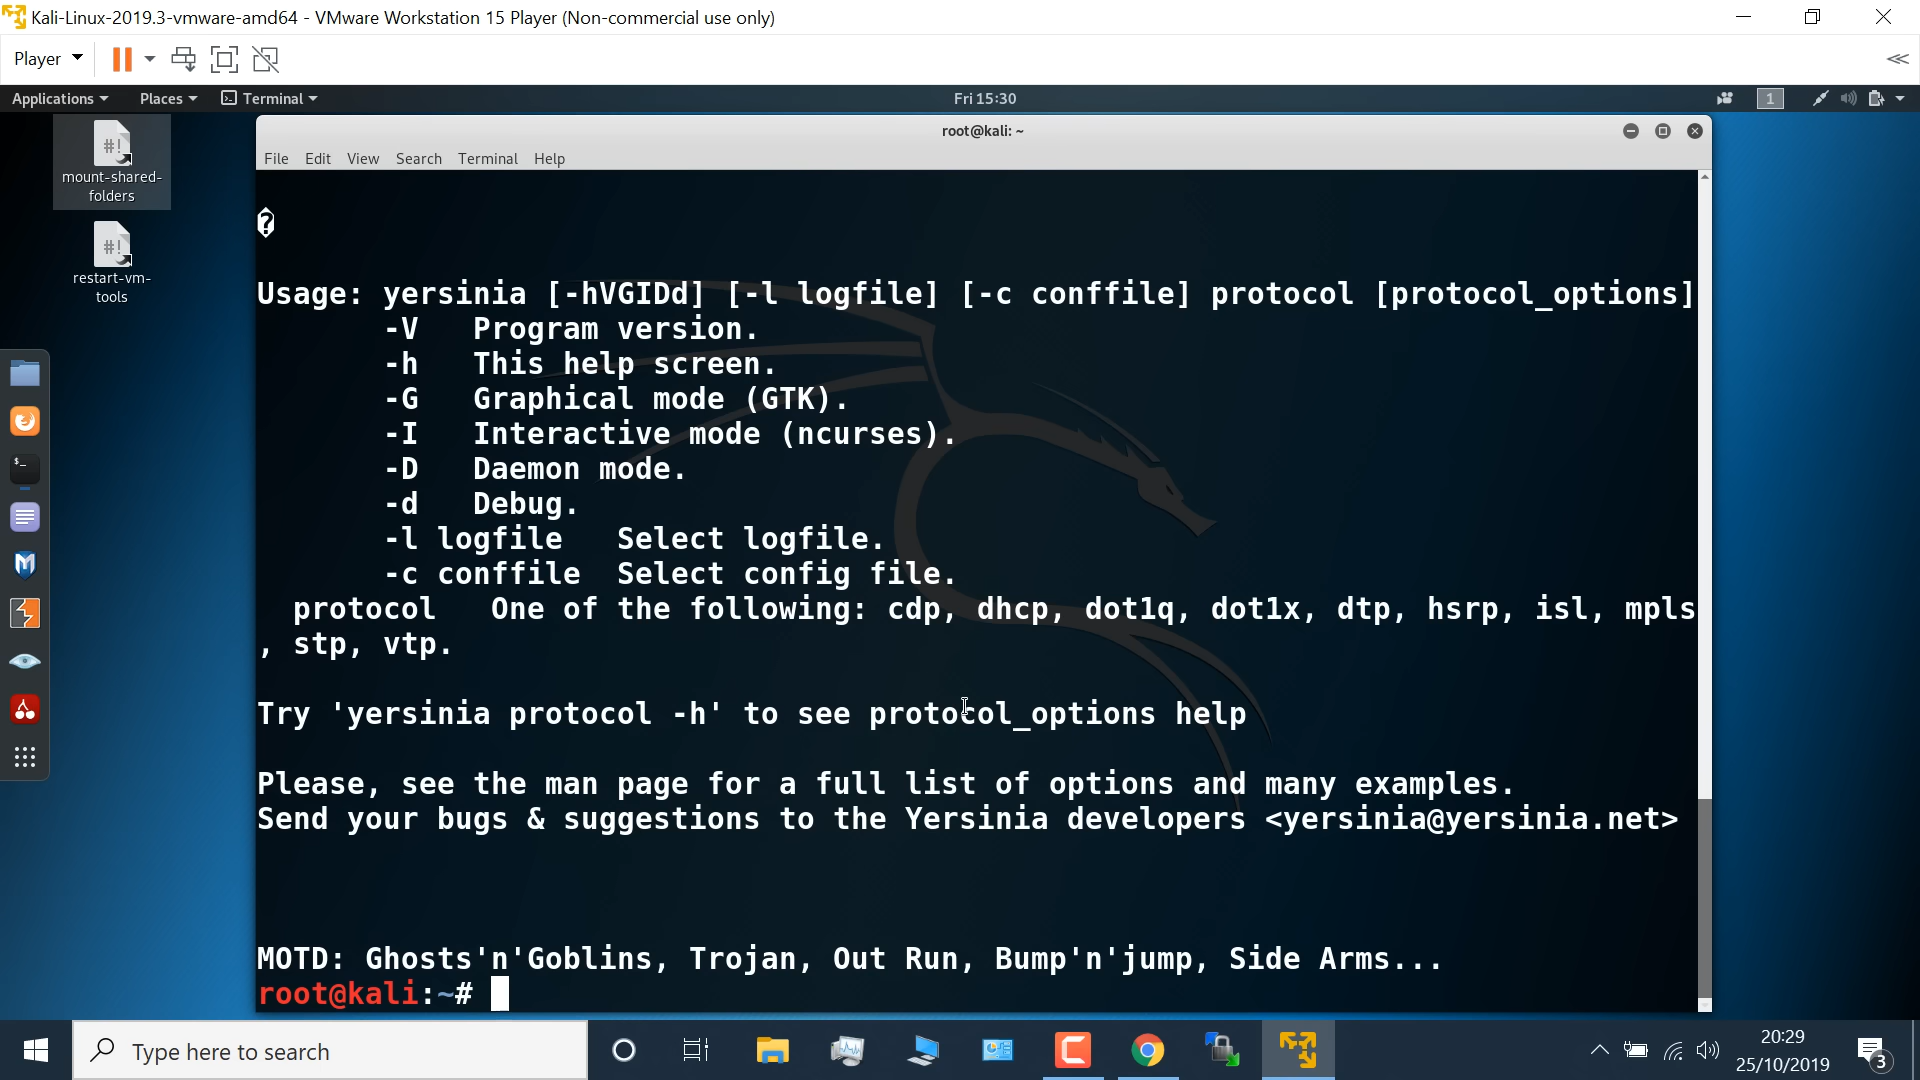 Kali-Linux-2019.3-vmware-amd64 - VMware Workstation 15 Player (Non-commercial use only)
Player
Applications Places Terminal Fri 15:30 1
root@kali: ~
File Edit View Search Terminal Help
#!
mount-shared-
folders
#!
restart-vm-
tools
$_
�
Usage: yersinia [-hVGIDd] [-l logfile] [-c conffile] protocol [protocol_options]
-V Program version.
-h This help screen.
-G Graphical mode (GTK).
-I Interactive mode (ncurses).
-D Daemon mode.
-d Debug.
-l logfile Select logfile.
-c conffile Select config file.
protocol One of the following: cdp, dhcp, dot1q, dot1x, dtp, hsrp, isl, mpls
, stp, vtp.
Try 'yersinia protocol -h' to see protocol_options help
Please, see the man page for a full list of options and many examples.
Send your bugs & suggestions to the Yersinia developers <yersinia@yersinia.net>
MOTD: Ghosts'n'Goblins, Trojan, Out Run, Bump'n'jump, Side Arms...
root@kali:~#
Type here to search
20:29
25/10/2019
3